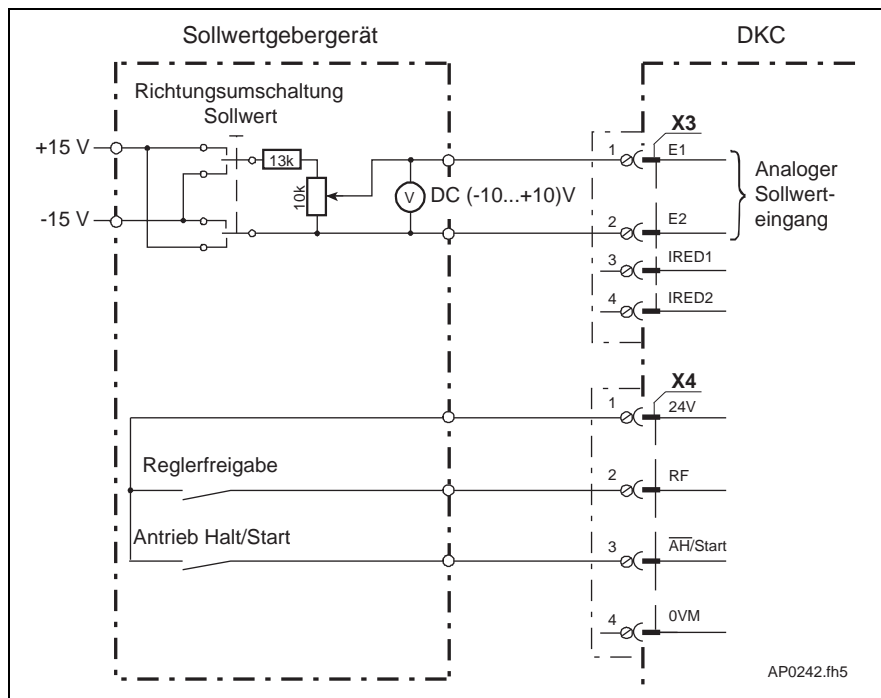 Sollwertgebergerät
DKC
Richtungsumschaltung
Sollwert
X3
+15 V
13k
1
E1
10k
V
DC (-10...+10)V
Analoger
Sollwert-
eingang
-15 V
2
E2
3
IRED1
4
IRED2
X4
1
24V
Reglerfreigabe
2
RF
Antrieb Halt/Start
3
AH/Start
4
0VM
AP0242.fh5